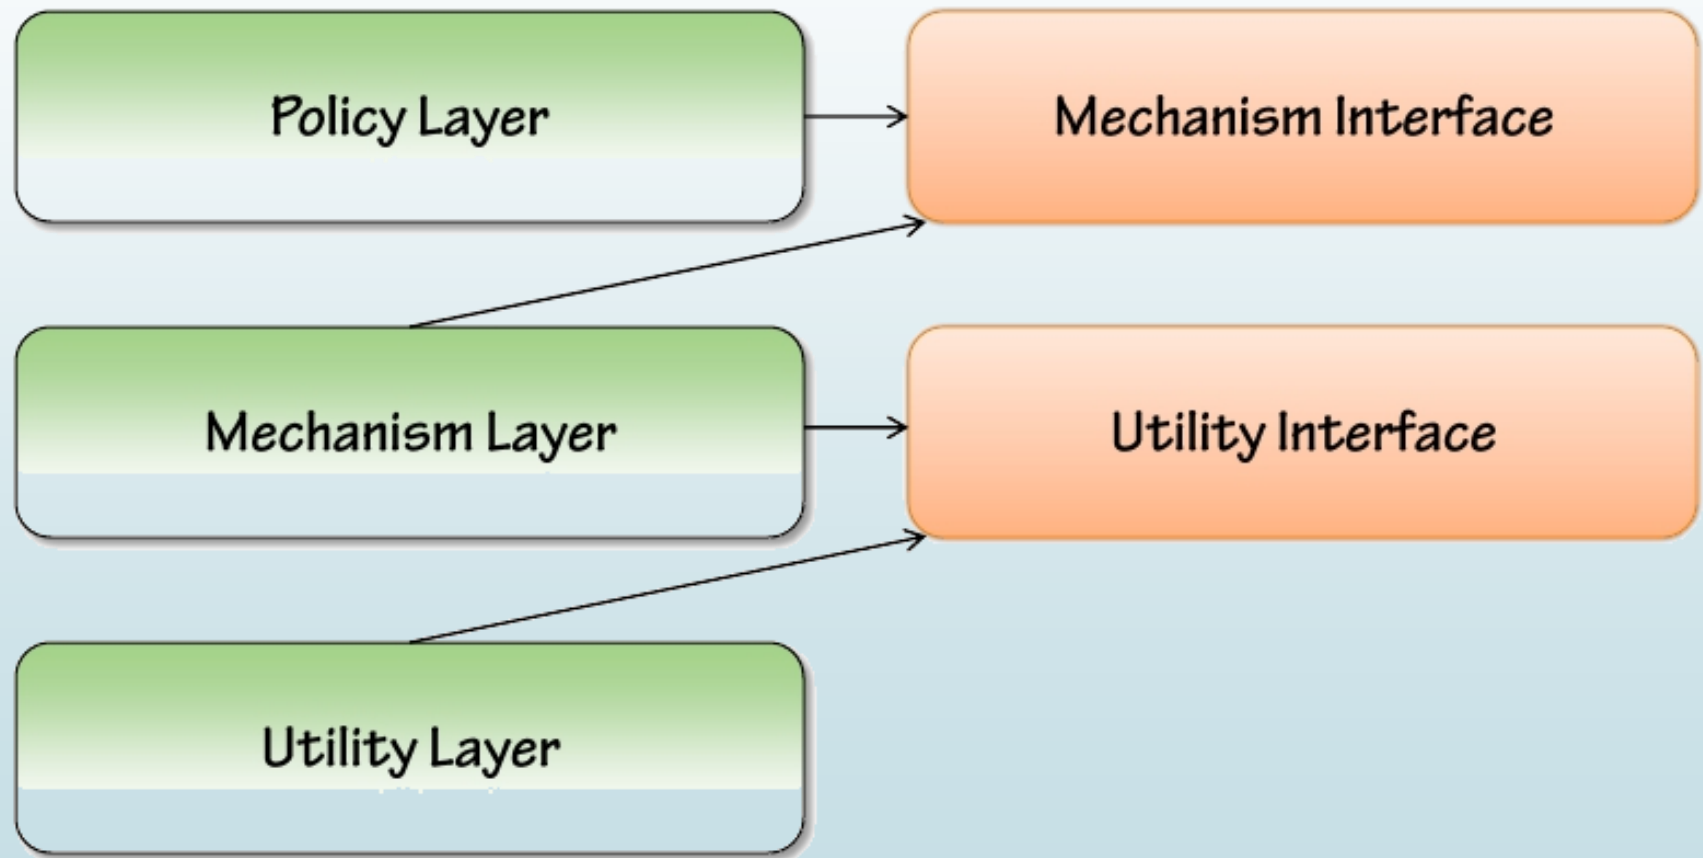 Policy Layer
Mechanism Interface
Mechanism Layer
Utility Interface
Utility Layer